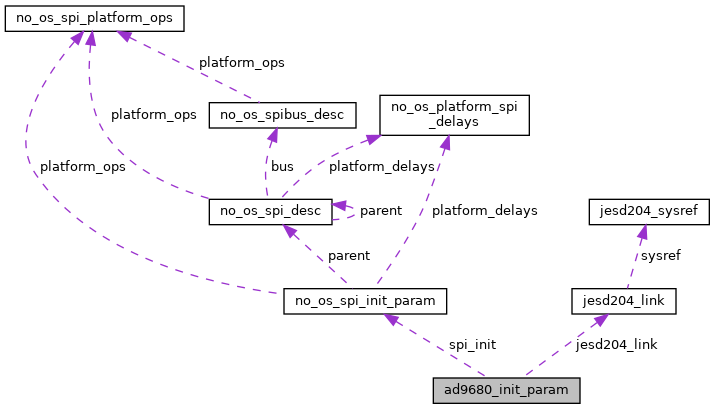 no_os_spi_platform_ops
platform_ops
no_os_spibus_desc
no_os_platform_spi
_delays
platform_ops
bus
platform_delays
platform_ops
no_os_spi_desc
parent
platform_delays
jesd204_sysref
parent
sysref
no_os_spi_init_param
jesd204_link
spi_init
jesd204_link
ad9680_init_param